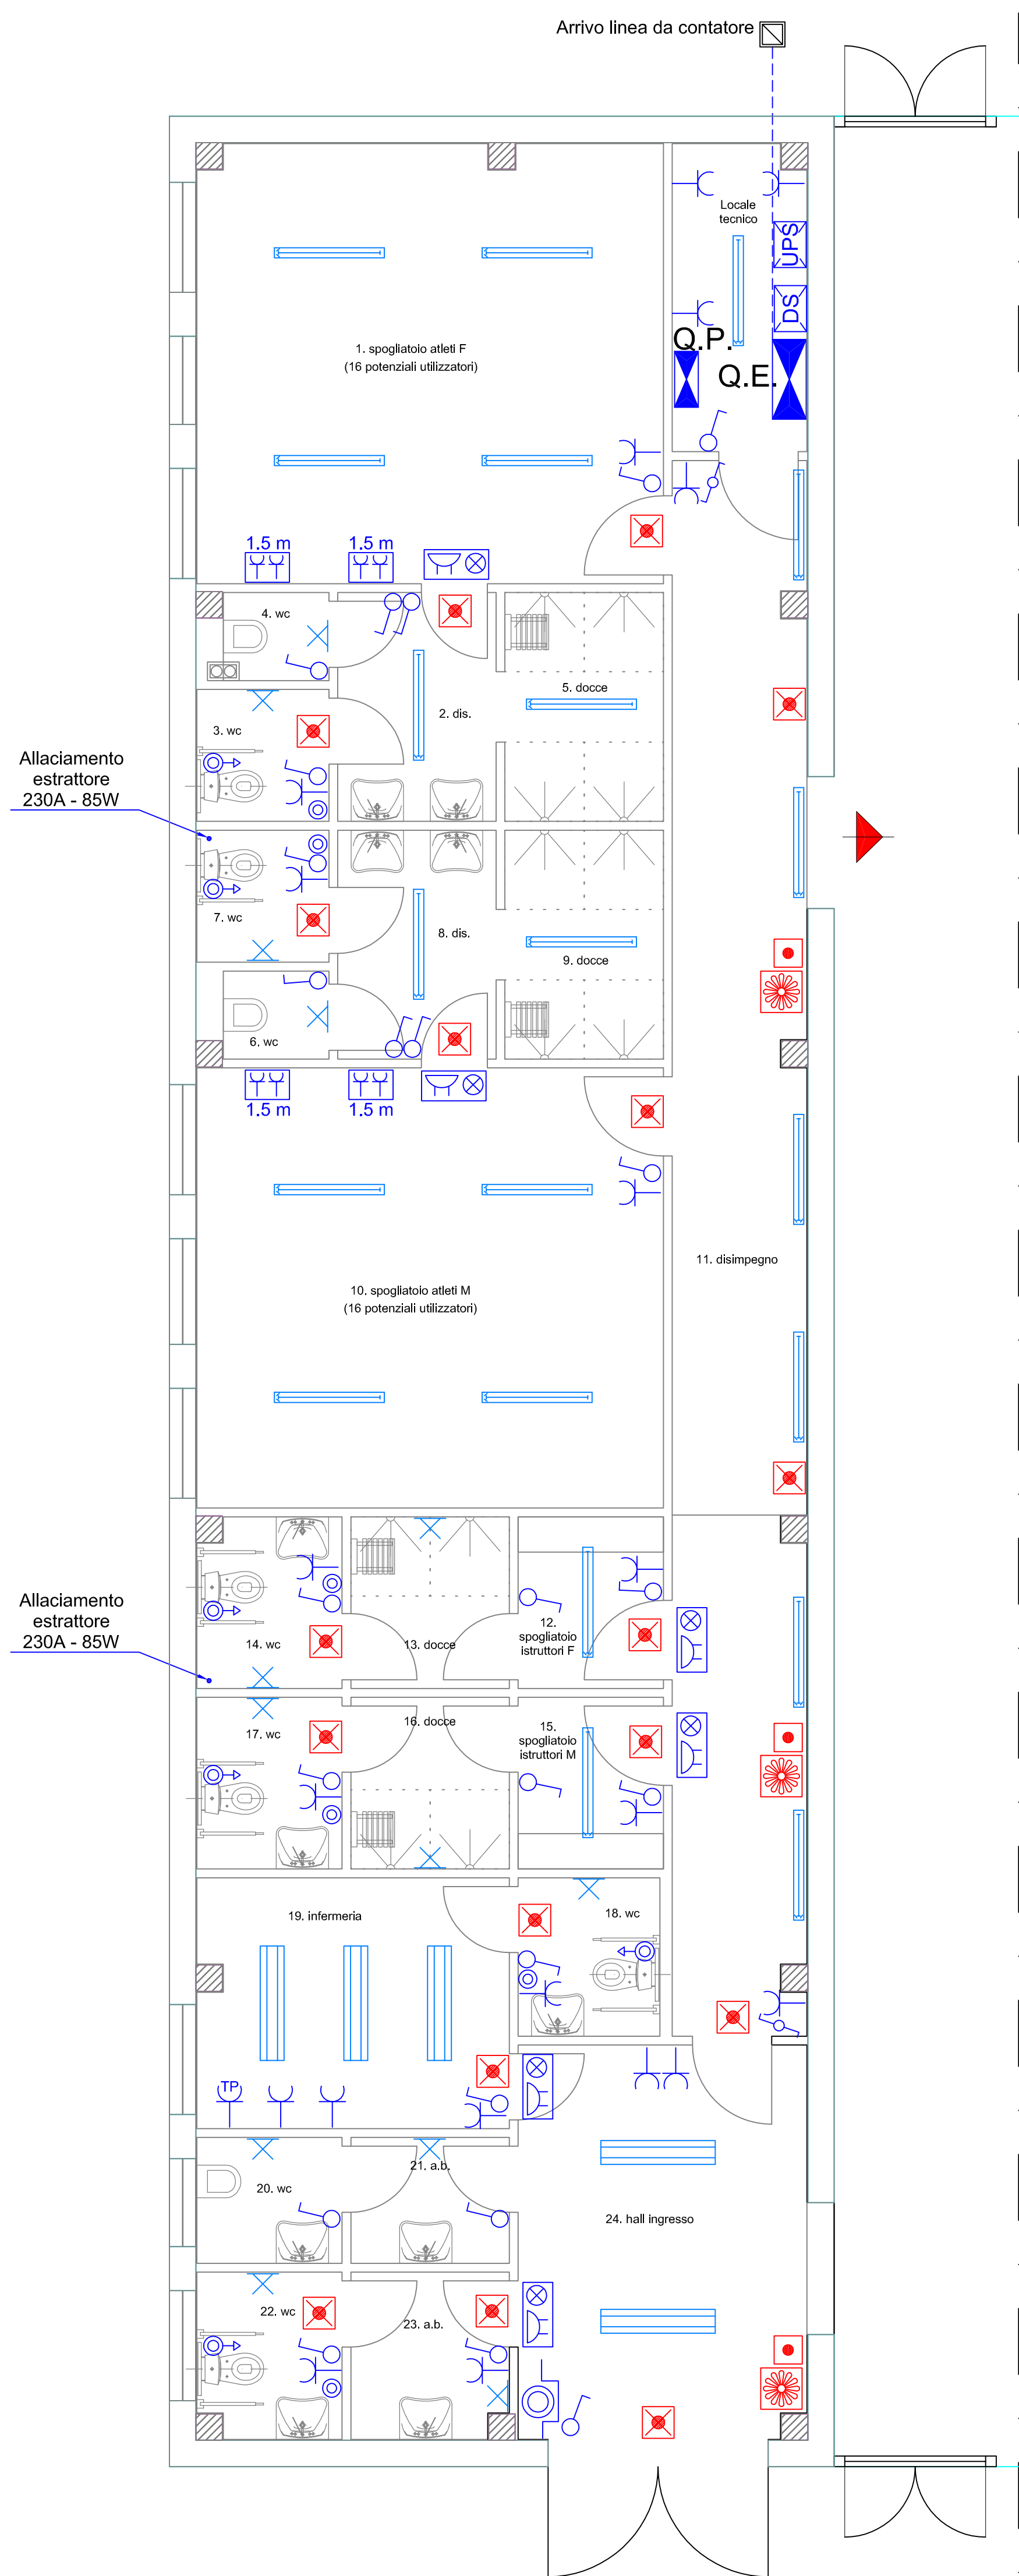 Arrivo linea da contatore
Locale
tecnico
UPS
DS
Q.P.
Q.E.
1. spogliatoio atleti F
(16 potenziali utilizzatori)
1.5 m
1.5 m
4. wc
5. docce
2. dis.
3. wc
Allaciamento
estrattore
230A - 85W
7. wc
8. dis.
9. docce
6. wc
1.5 m
1.5 m
11. disimpegno
10. spogliatoio atleti M
(16 potenziali utilizzatori)
Allaciamento
estrattore
230A - 85W
14. wc
13. docce
12.
spogliatoio
istruttori F
17. wc
16. docce
15.
spogliatoio
istruttori M
19. infermeria
18. wc
TP
21. a.b.
20. wc
24. hall ingresso
22. wc
23. a.b.